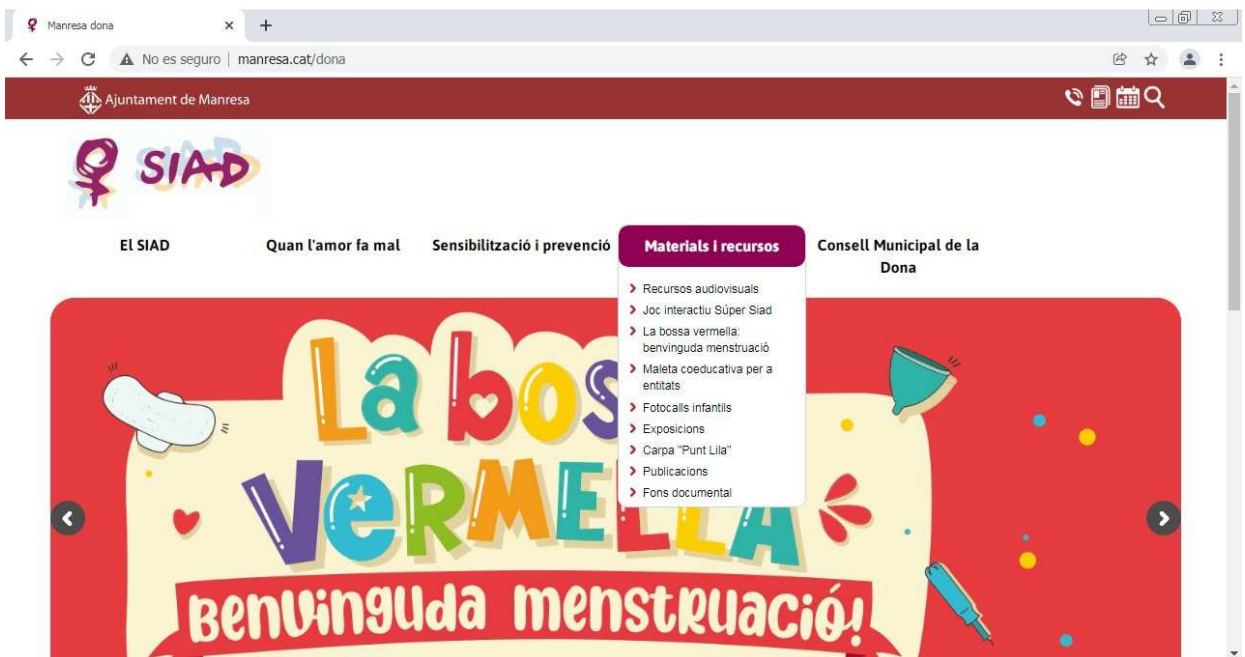 Manresa dona
No es seguro | manresa.cat/dona
Ajuntament de Manresa
SIAD
El SIAD
Quan l'amor fa mal
Sensibilització i prevenció
Materials i recursos
Consell Municipal de la
Dona
Recursos audiovisuals
Joc interactiu Súper Siad
La bossa vermella:
benvinguda menstruació
Maleta coeducativa per a
entitats
Fotocalls infantils
Exposicions
Carpa "Punt Lila"
Publicacions
Fons documental
La bos
VERMELLA
Benvinguda menstruació!